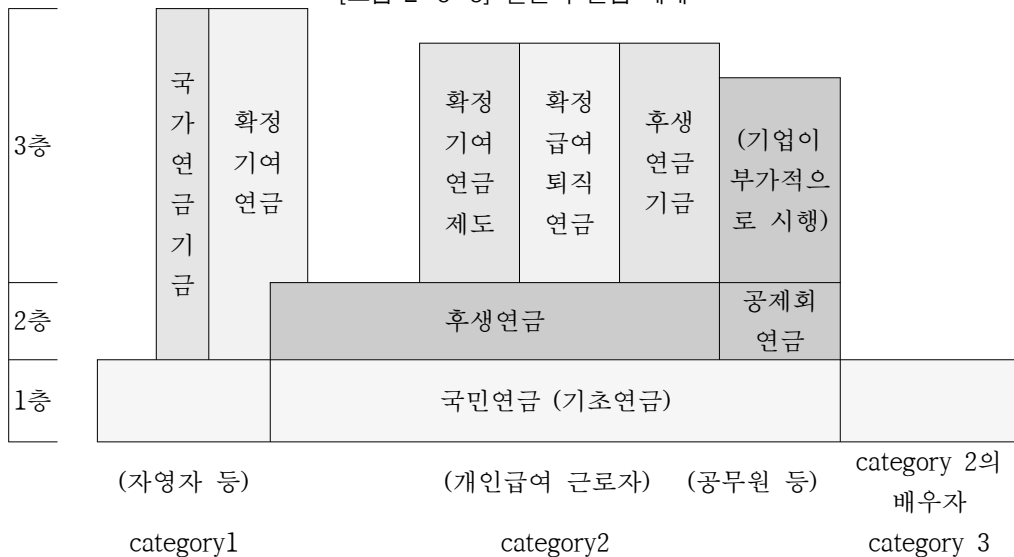 3층
국
가
연
금
기
금
확정
기여
연금
확정
기여
연금
제도
확정
급여
퇴직
연금
후생
연금
기금
(기업이
부가적으
로 시행)
2층
후생연금
공제회
연금
1층
국민연금 (기초연금)
(자영자 등)
(개인급여 근로자)
(공무원 등)
category 2의
배우자
category1
category2
category 3